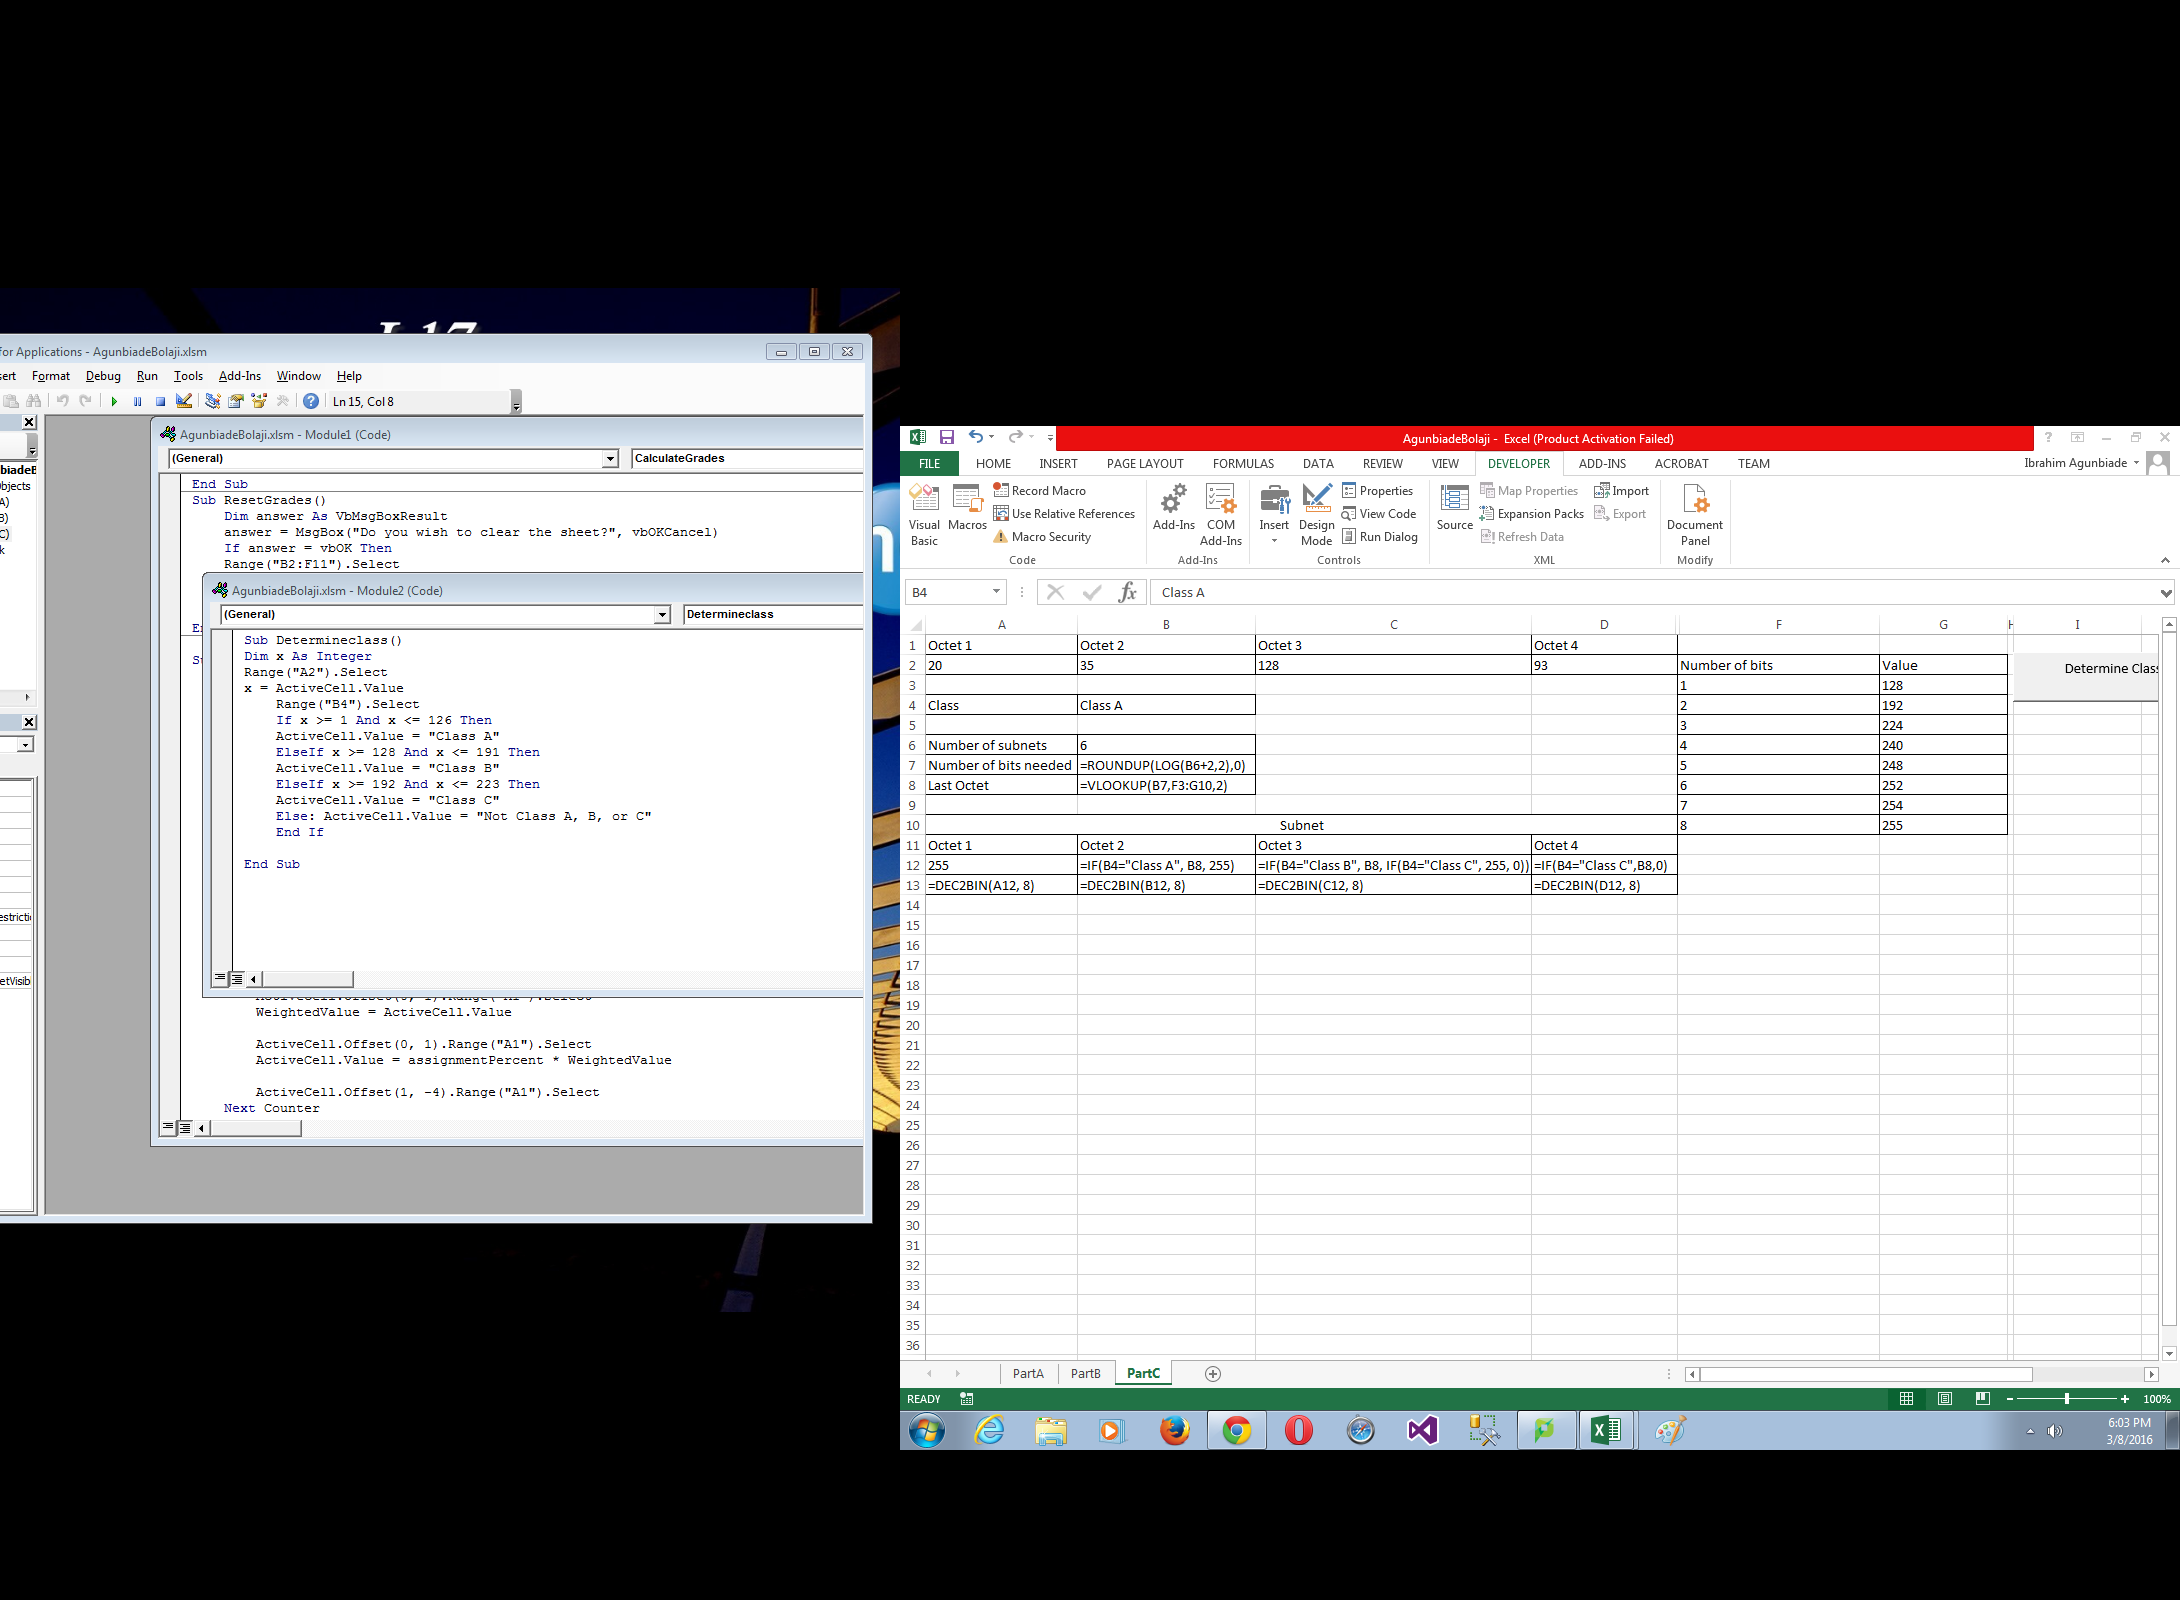 for Applications - AgunbiadeBolaji.xlsm
sert Format Debug Run Tools Add-Ins Window Help
Ln 15, Col 8
AgunbiadeBolaji.xlsm - Module1 (Code)
(General) CalculateGrades
End Sub
Sub ResetGrades()
Dim answer As VbMsgBoxResult
answer = MsgBox("Do you wish to clear the sheet?", vbOKCancel)
If answer = vbOK Then
Range("B2:F11").Select
AgunbiadeBolaji.xlsm - Module2 (Code)
(General) Determineclass
Sub Determineclass()
Dim x As Integer
Range("A2").Select
x = ActiveCell.Value
Range("B4").Select
If x >= 1 And x <= 126 Then
ActiveCell.Value = "Class A"
ElseIf x >= 128 And x <= 191 Then
ActiveCell.Value = "Class B"
ElseIf x >= 192 And x <= 223 Then
ActiveCell.Value = "Class C"
Else: ActiveCell.Value = "Not Class A, B, or C"
End If
End Sub
WeightedValue = ActiveCell.Value
ActiveCell.Offset(0, 1).Range("A1").Select
ActiveCell.Value = assignmentPercent * WeightedValue
ActiveCell.Offset(1, -4).Range("A1").Select
Next Counter
AgunbiadeBolaji - Excel (Product Activation Failed)
FILE HOME INSERT PAGE LAYOUT FORMULAS DATA REVIEW VIEW DEVELOPER ADD-INS ACROBAT TEAM Ibrahim Agunbiade
Visual Basic
Macros
Record Macro
Use Relative References
Macro Security
Code
Add-Ins
COM Add-Ins
Add-Ins
Insert
Design Mode
Properties
View Code
Run Dialog
Controls
Source
Map Properties
Expansion Packs
Refresh Data
Import
Export
XML
Document Panel
Modify
B4 fx Class A
A B C D F G H I
1 Octet 1 Octet 2 Octet 3 Octet 4
2 20 35 128 93 Number of bits Value Determine Clas
3 1 128
4 Class Class A 2 192
5 3 224
6 Number of subnets 6 4 240
7 Number of bits needed =ROUNDUP(LOG(B6+2,2),0) 5 248
8 Last Octet =VLOOKUP(B7,F3:G10,2) 6 252
9 7 254
10 Subnet 8 255
11 Octet 1 Octet 2 Octet 3 Octet 4
12 255 =IF(B4="Class A", B8, 255) =IF(B4="Class B", B8, IF(B4="Class C", 255, 0)) =IF(B4="Class C",B8,0)
13 =DEC2BIN(A12, 8) =DEC2BIN(B12, 8) =DEC2BIN(C12, 8) =DEC2BIN(D12, 8)
14
15
16
17
18
19
20
21
22
23
24
25
26
27
28
29
30
31
32
33
34
35
36
PartA PartB PartC
READY 100%
6:03 PM
3/8/2016